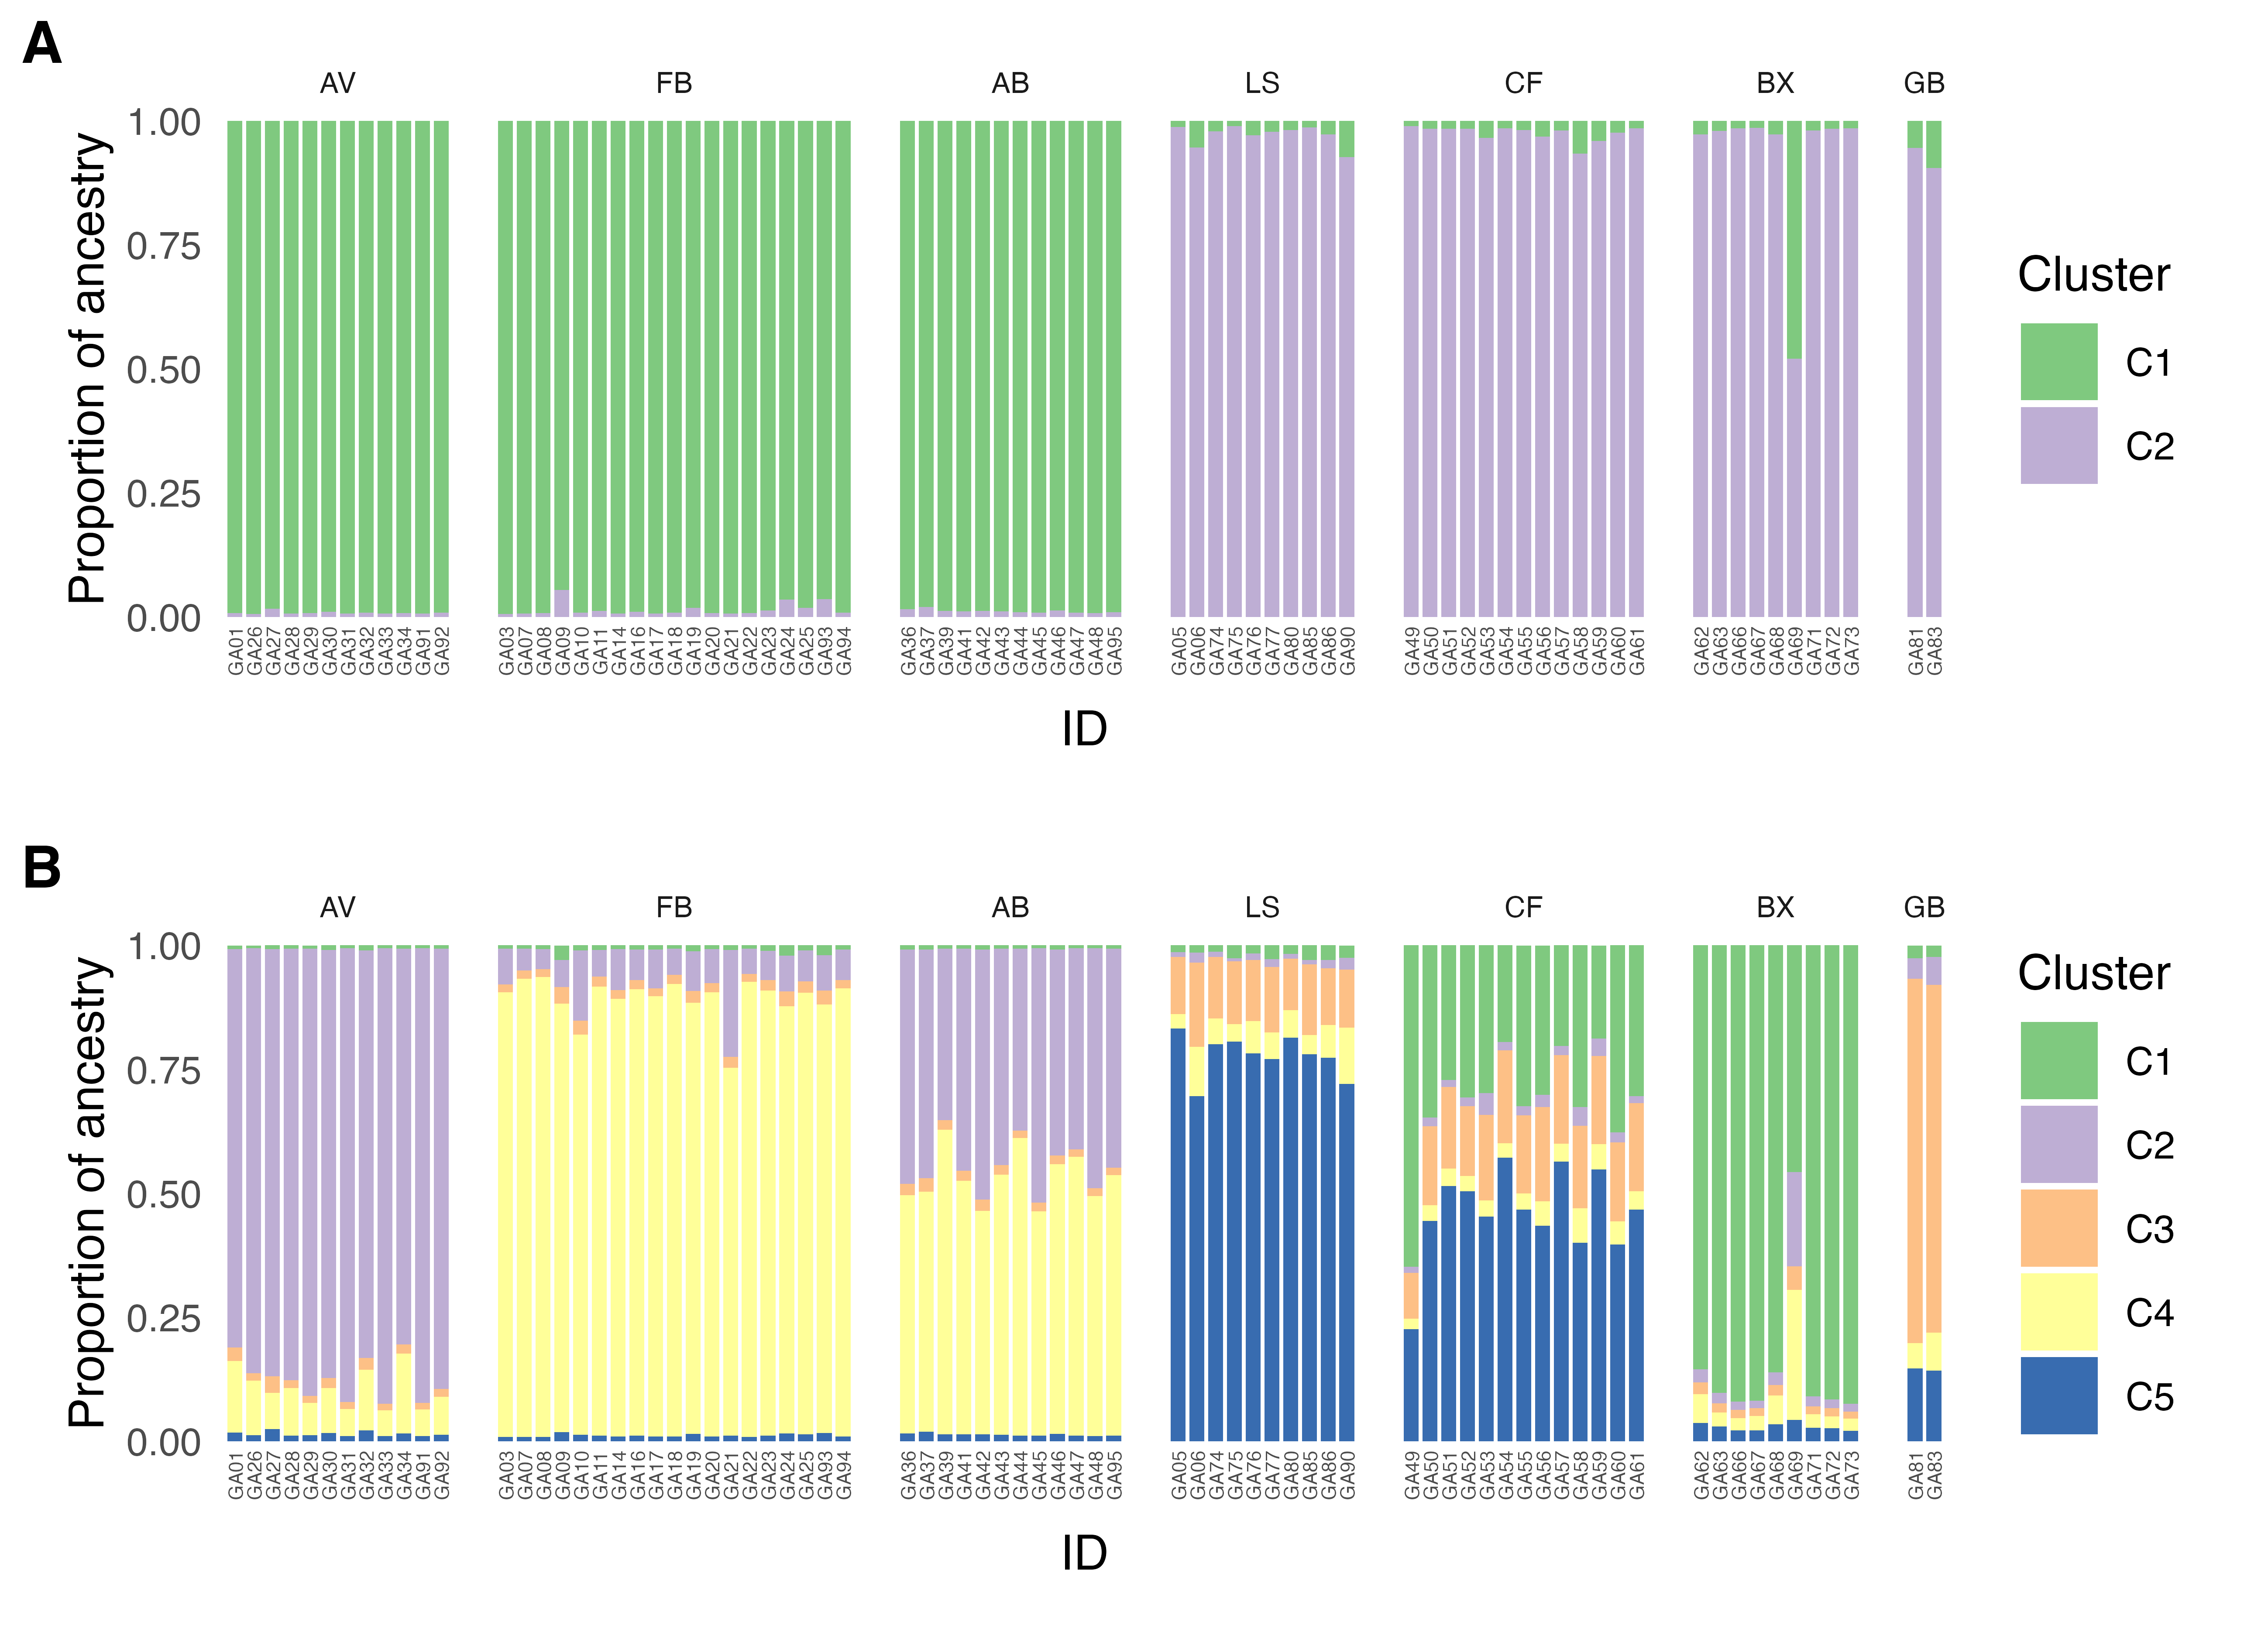 A
AV FB AB LS CF BX GB
Proportion of ancestry
1.00
0.75
0.50
0.25
0.00
GA01 GA26 GA27 GA28 GA29 GA30 GA31 GA32 GA33 GA34 GA91 GA92 GA03 GA07 GA08 GA09 GA10 GA11 GA14 GA16 GA17 GA18 GA19 GA20 GA21 GA22 GA23 GA24 GA25 GA93 GA94 GA36 GA37 GA39 GA41 GA42 GA43 GA44 GA45 GA46 GA47 GA48 GA95 GA05 GA06 GA74 GA75 GA76 GA77 GA80 GA85 GA86 GA90 GA49 GA50 GA51 GA52 GA53 GA54 GA55 GA56 GA57 GA58 GA59 GA60 GA61 GA62 GA63 GA66 GA67 GA68 GA69 GA71 GA72 GA73 GA81 GA83
ID
Cluster
C1
C2
B
AV FB AB LS CF BX GB
Proportion of ancestry
1.00
0.75
0.50
0.25
0.00
GA01 GA26 GA27 GA28 GA29 GA30 GA31 GA32 GA33 GA34 GA91 GA92 GA03 GA07 GA08 GA09 GA10 GA11 GA14 GA16 GA17 GA18 GA19 GA20 GA21 GA22 GA23 GA24 GA25 GA93 GA94 GA36 GA37 GA39 GA41 GA42 GA43 GA44 GA45 GA46 GA47 GA48 GA95 GA05 GA06 GA74 GA75 GA76 GA77 GA80 GA85 GA86 GA90 GA49 GA50 GA51 GA52 GA53 GA54 GA55 GA56 GA57 GA58 GA59 GA60 GA61 GA62 GA63 GA66 GA67 GA68 GA69 GA71 GA72 GA73 GA81 GA83
ID
Cluster
C1
C2
C3
C4
C5